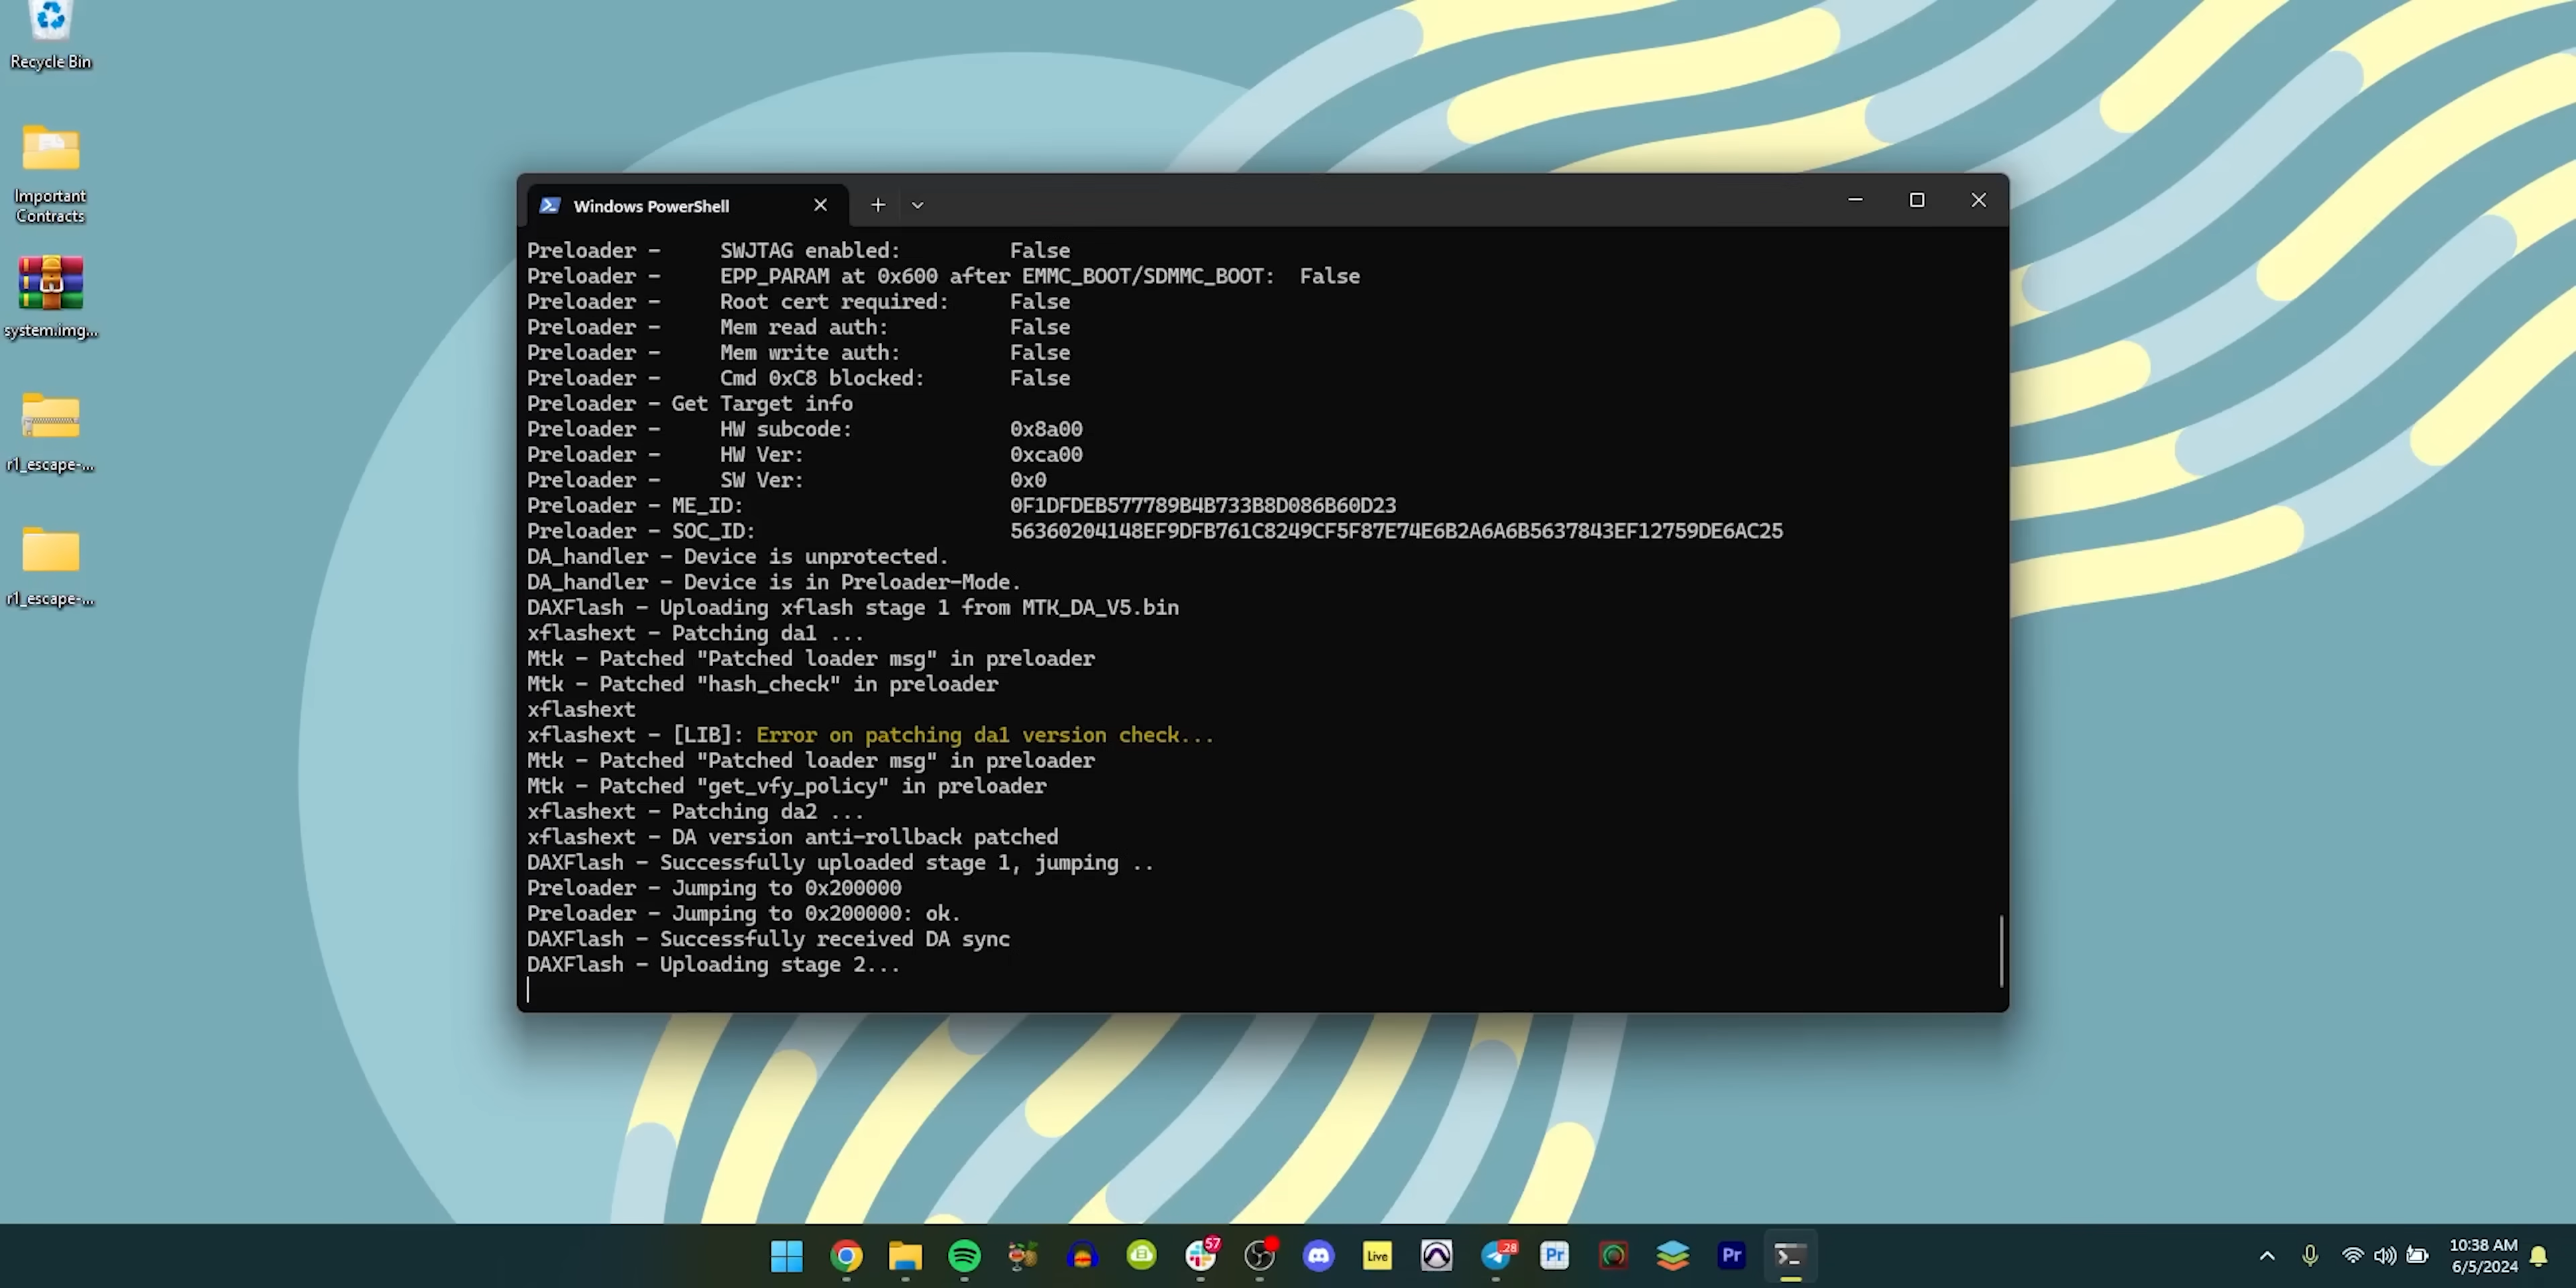 Recycle Bin
Important
Contracts
system.img...
r1_escape-...
r1_escape-...
Windows PowerShell
Preloader -     SWJTAG enabled:         False
Preloader -     EPP_PARAM at 0x600 after EMMC_BOOT/SDMMC_BOOT:  False
Preloader -     Root cert required:     False
Preloader -     Mem read auth:          False
Preloader -     Mem write auth:         False
Preloader -     Cmd 0xC8 blocked:       False
Preloader - Get Target info
Preloader -     HW subcode:             0x8a00
Preloader -     HW Ver:                 0xca00
Preloader -     SW Ver:                 0x0
Preloader - ME_ID:                      0F1DFDEB577789B4B733B8D086B60D23
Preloader - SOC_ID:                     56360204148EF9DFB761C8249CF5F87E74E6B2A6A6B5637843EF12759DE6AC25
DA_handler - Device is unprotected.
DA_handler - Device is in Preloader-Mode.
DAXFlash - Uploading xflash stage 1 from MTK_DA_V5.bin
xflashext - Patching da1 ...
Mtk - Patched "Patched loader msg" in preloader
Mtk - Patched "hash_check" in preloader
xflashext
xflashext - [LIB]: Error on patching da1 version check...
Mtk - Patched "Patched loader msg" in preloader
Mtk - Patched "get_vfy_policy" in preloader
xflashext - Patching da2 ...
xflashext - DA version anti-rollback patched
DAXFlash - Successfully uploaded stage 1, jumping ..
Preloader - Jumping to 0x200000
Preloader - Jumping to 0x200000: ok.
DAXFlash - Successfully received DA sync
DAXFlash - Uploading stage 2...
57
Live
28
Pr
Pr
10:38 AM
6/5/2024